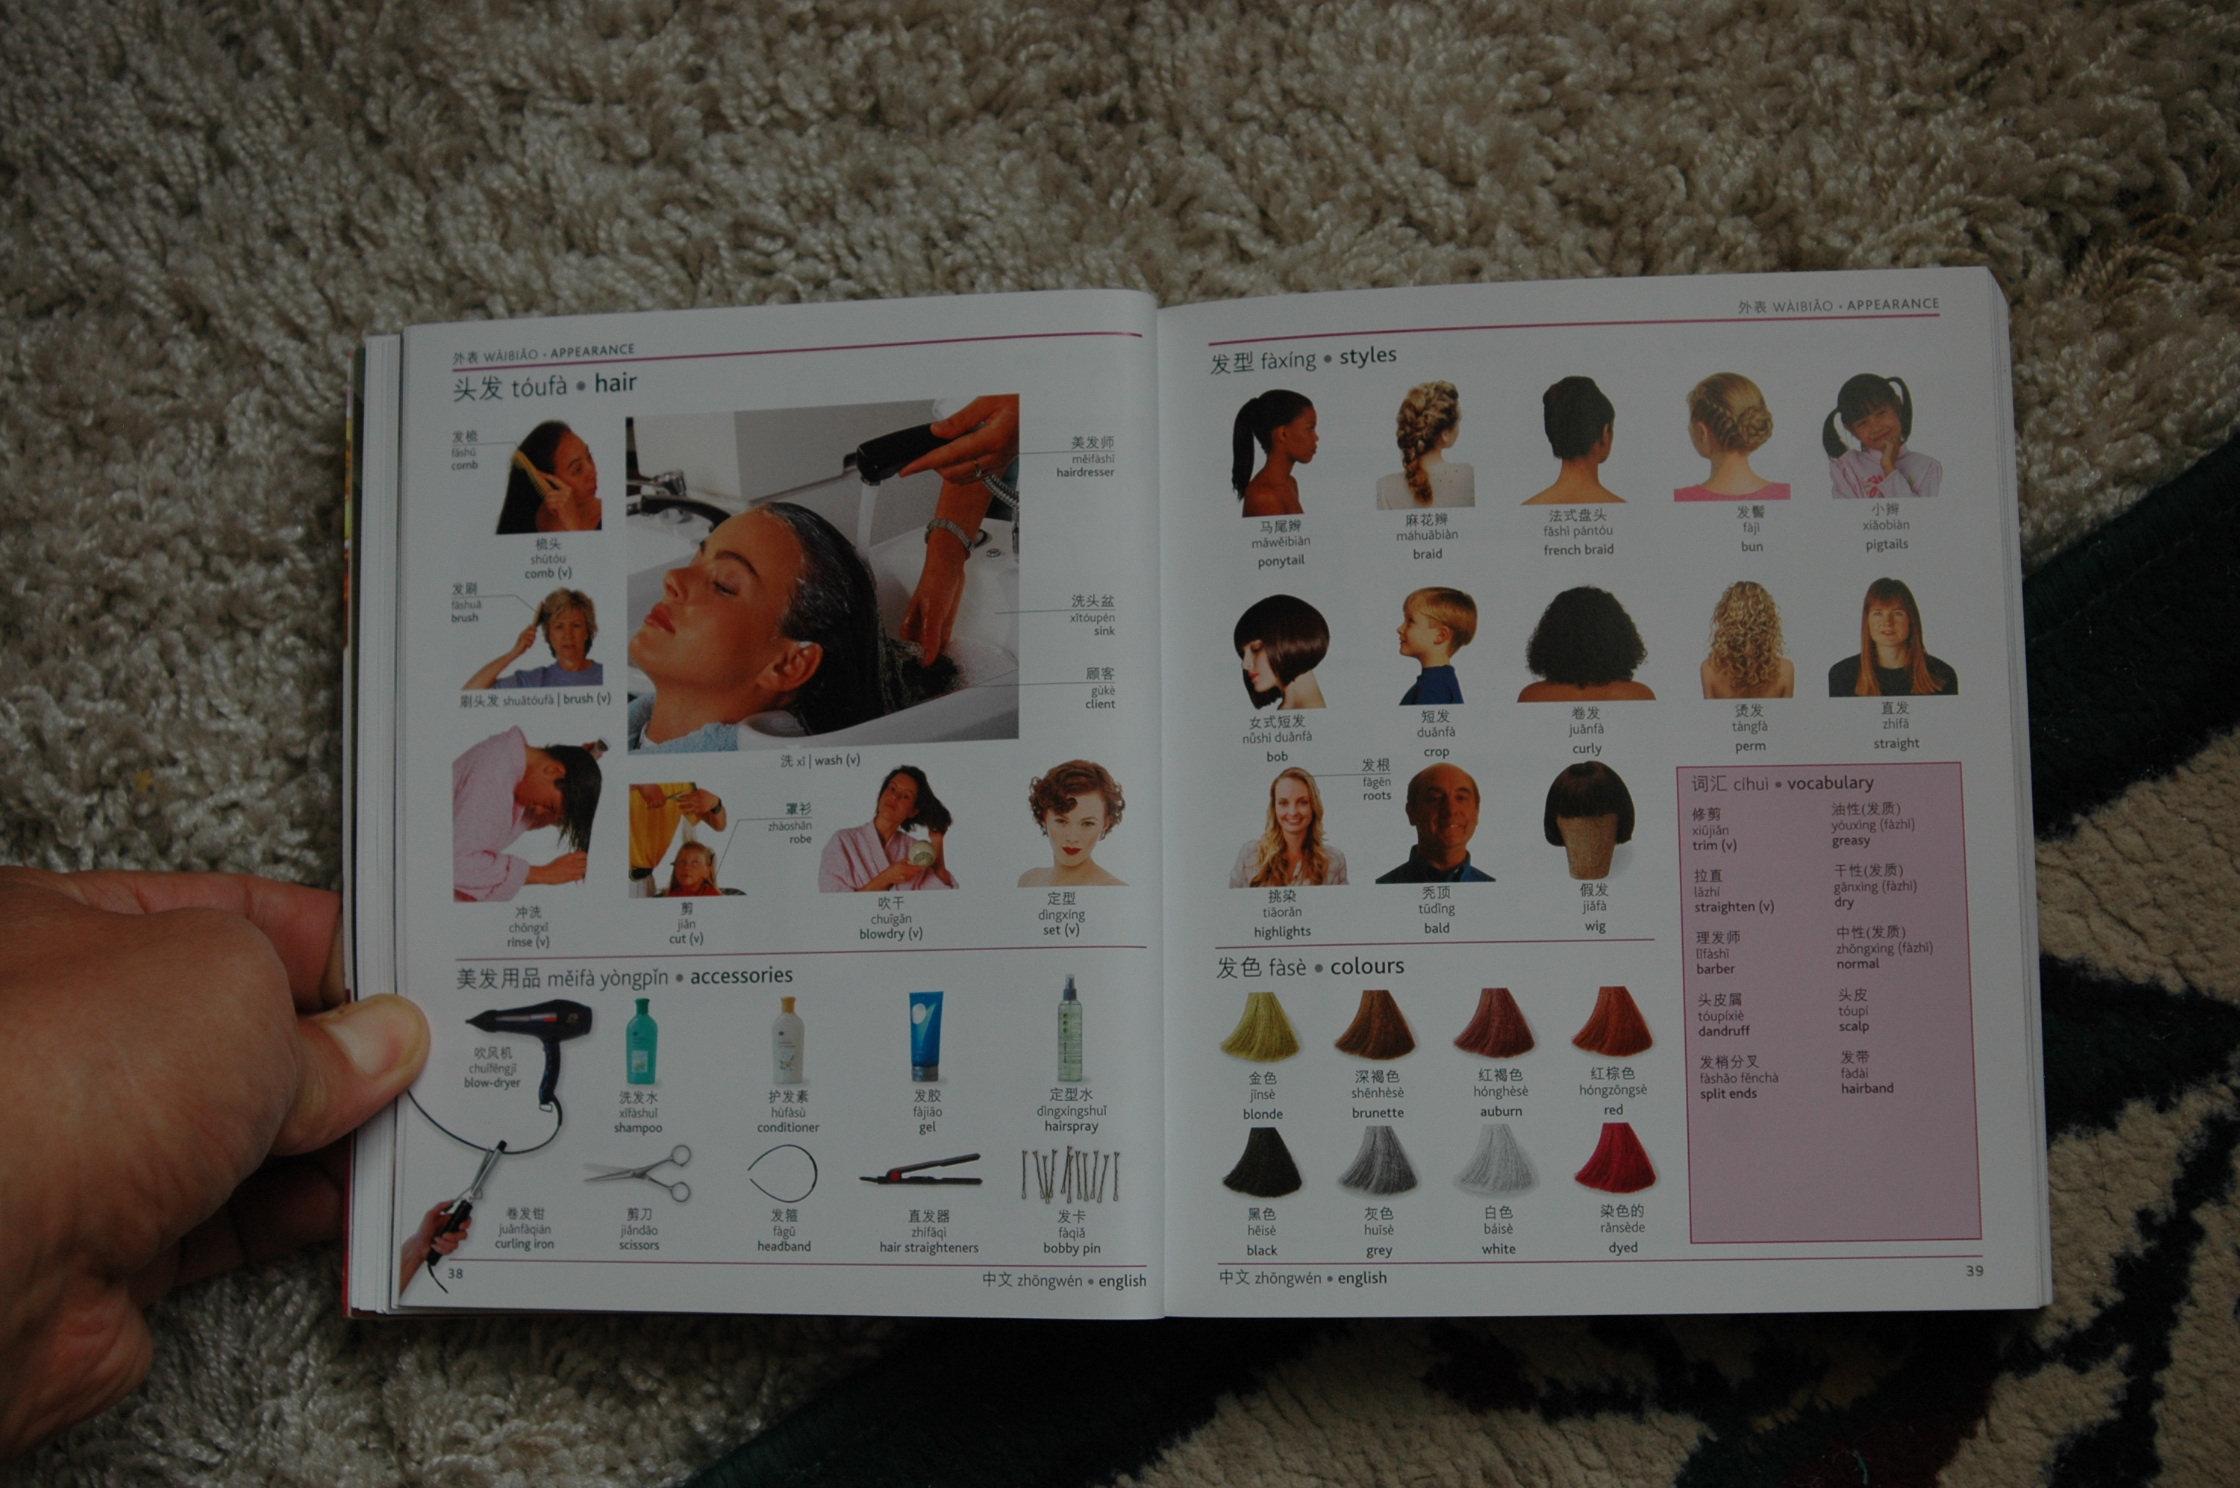 外表 WÀIBIǍO • APPEARANCE
头发 tóufà • hair
发梳
fàshū
comb
梳头
shūtóu
comb (v)
发刷
fàshuā
brush
刷头发 shuātóufà | brush (v)
美发师
měifàshī
hairdresser
洗头盆
xǐtóupén
sink
顾客
gùkè
client
洗 xǐ | wash (v)
冲洗
chōngxǐ
rinse (v)
罩衫
zhàoshān
robe
剪
jiǎn
cut (v)
吹干
chuīgān
blowdry (v)
定型
dìngxíng
set (v)
美发用品 měifà yòngpǐn • accessories
吹风机
chuīfēngjī
blow-dryer
洗发水
xǐfàshuǐ
shampoo
护发素
hùfàsù
conditioner
发胶
fàjiāo
gel
定型水
dìngxíngshuǐ
hairspray
卷发钳
juǎnfàqián
curling iron
剪刀
jiǎndāo
scissors
发箍
fàgū
headband
直发器
zhífàqì
hair straighteners
发卡
fàqiǎ
bobby pin
38
中文 zhōngwén • english
外表 WÀIBIǍO • APPEARANCE
发型 fàxíng • styles
马尾辫
mǎwěibiàn
ponytail
麻花辫
máhuābiàn
braid
法式盘头
fǎshì pántóu
french braid
发髻
fàjì
bun
小辫
xiǎobiàn
pigtails
女式短发
nǚshì duǎnfà
bob
短发
duǎnfà
crop
卷发
juǎnfà
curly
烫发
tàngfà
perm
直发
zhífà
straight
发根
fàgēn
roots
挑染
tiāorǎn
highlights
秃顶
tūdǐng
bald
假发
jiǎfà
wig
发色 fàsè • colours
金色
jīnsè
blonde
深褐色
shēnhèsè
brunette
红褐色
hónghèsè
auburn
红棕色
hóngzōngsè
red
黑色
hēisè
black
灰色
huīsè
grey
白色
báisè
white
染色的
rǎnsède
dyed
词汇 cíhuì • vocabulary
修剪
xiūjiǎn
trim (v)
拉直
lāzhí
straighten (v)
理发师
lǐfàshī
barber
头皮屑
tóupíxiè
dandruff
发梢分叉
fàshāo fēnchà
split ends
油性(发质)
yóuxìng (fàzhì)
greasy
干性(发质)
gānxìng (fàzhì)
dry
中性(发质)
zhōngxìng (fàzhì)
normal
头皮
tóupí
scalp
发带
fàdài
hairband
中文 zhōngwén • english
39